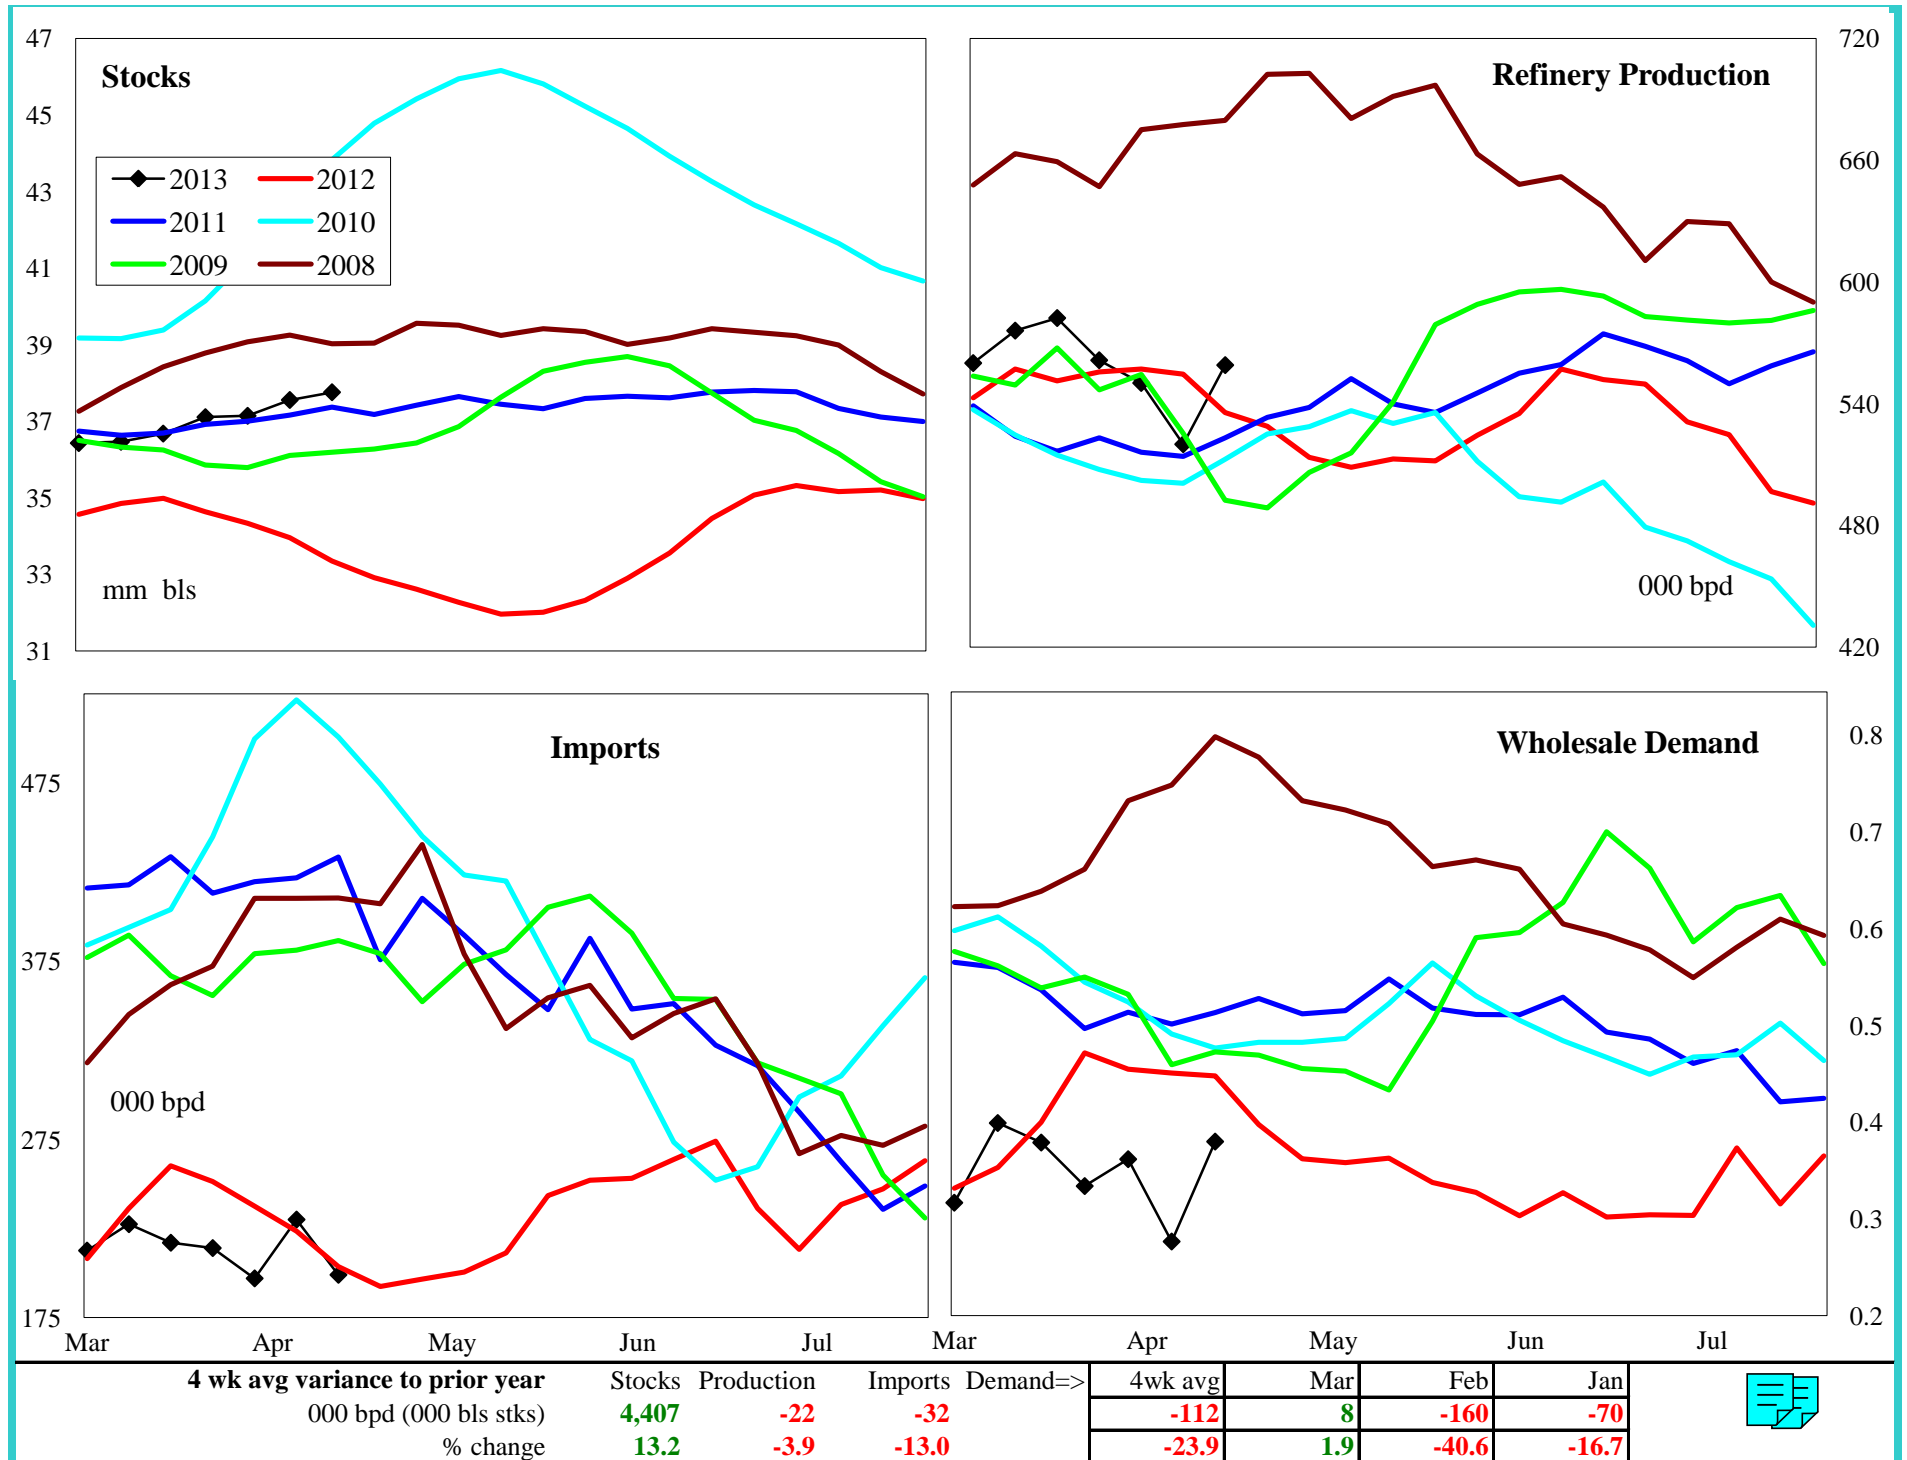 Stocks
47
45
43
41
39
37
35
33
31
2013 2012
2011 2010
2009 2008
mm bls
Refinery Production
720
660
600
540
480
420
000 bpd
Imports
475
375
275
175
000 bpd
Mar Apr May Jun Jul
Wholesale Demand
0.8
0.7
0.6
0.5
0.4
0.3
0.2
Mar Apr May Jun Jul
4 wk avg variance to prior year Stocks Production Imports Demand=> 4wk avg Mar Feb Jan
000 bpd (000 bls stks) 4,407 -22 -32 -112 8 -160 -70
% change 13.2 -3.9 -13.0 -23.9 1.9 -40.6 -16.7